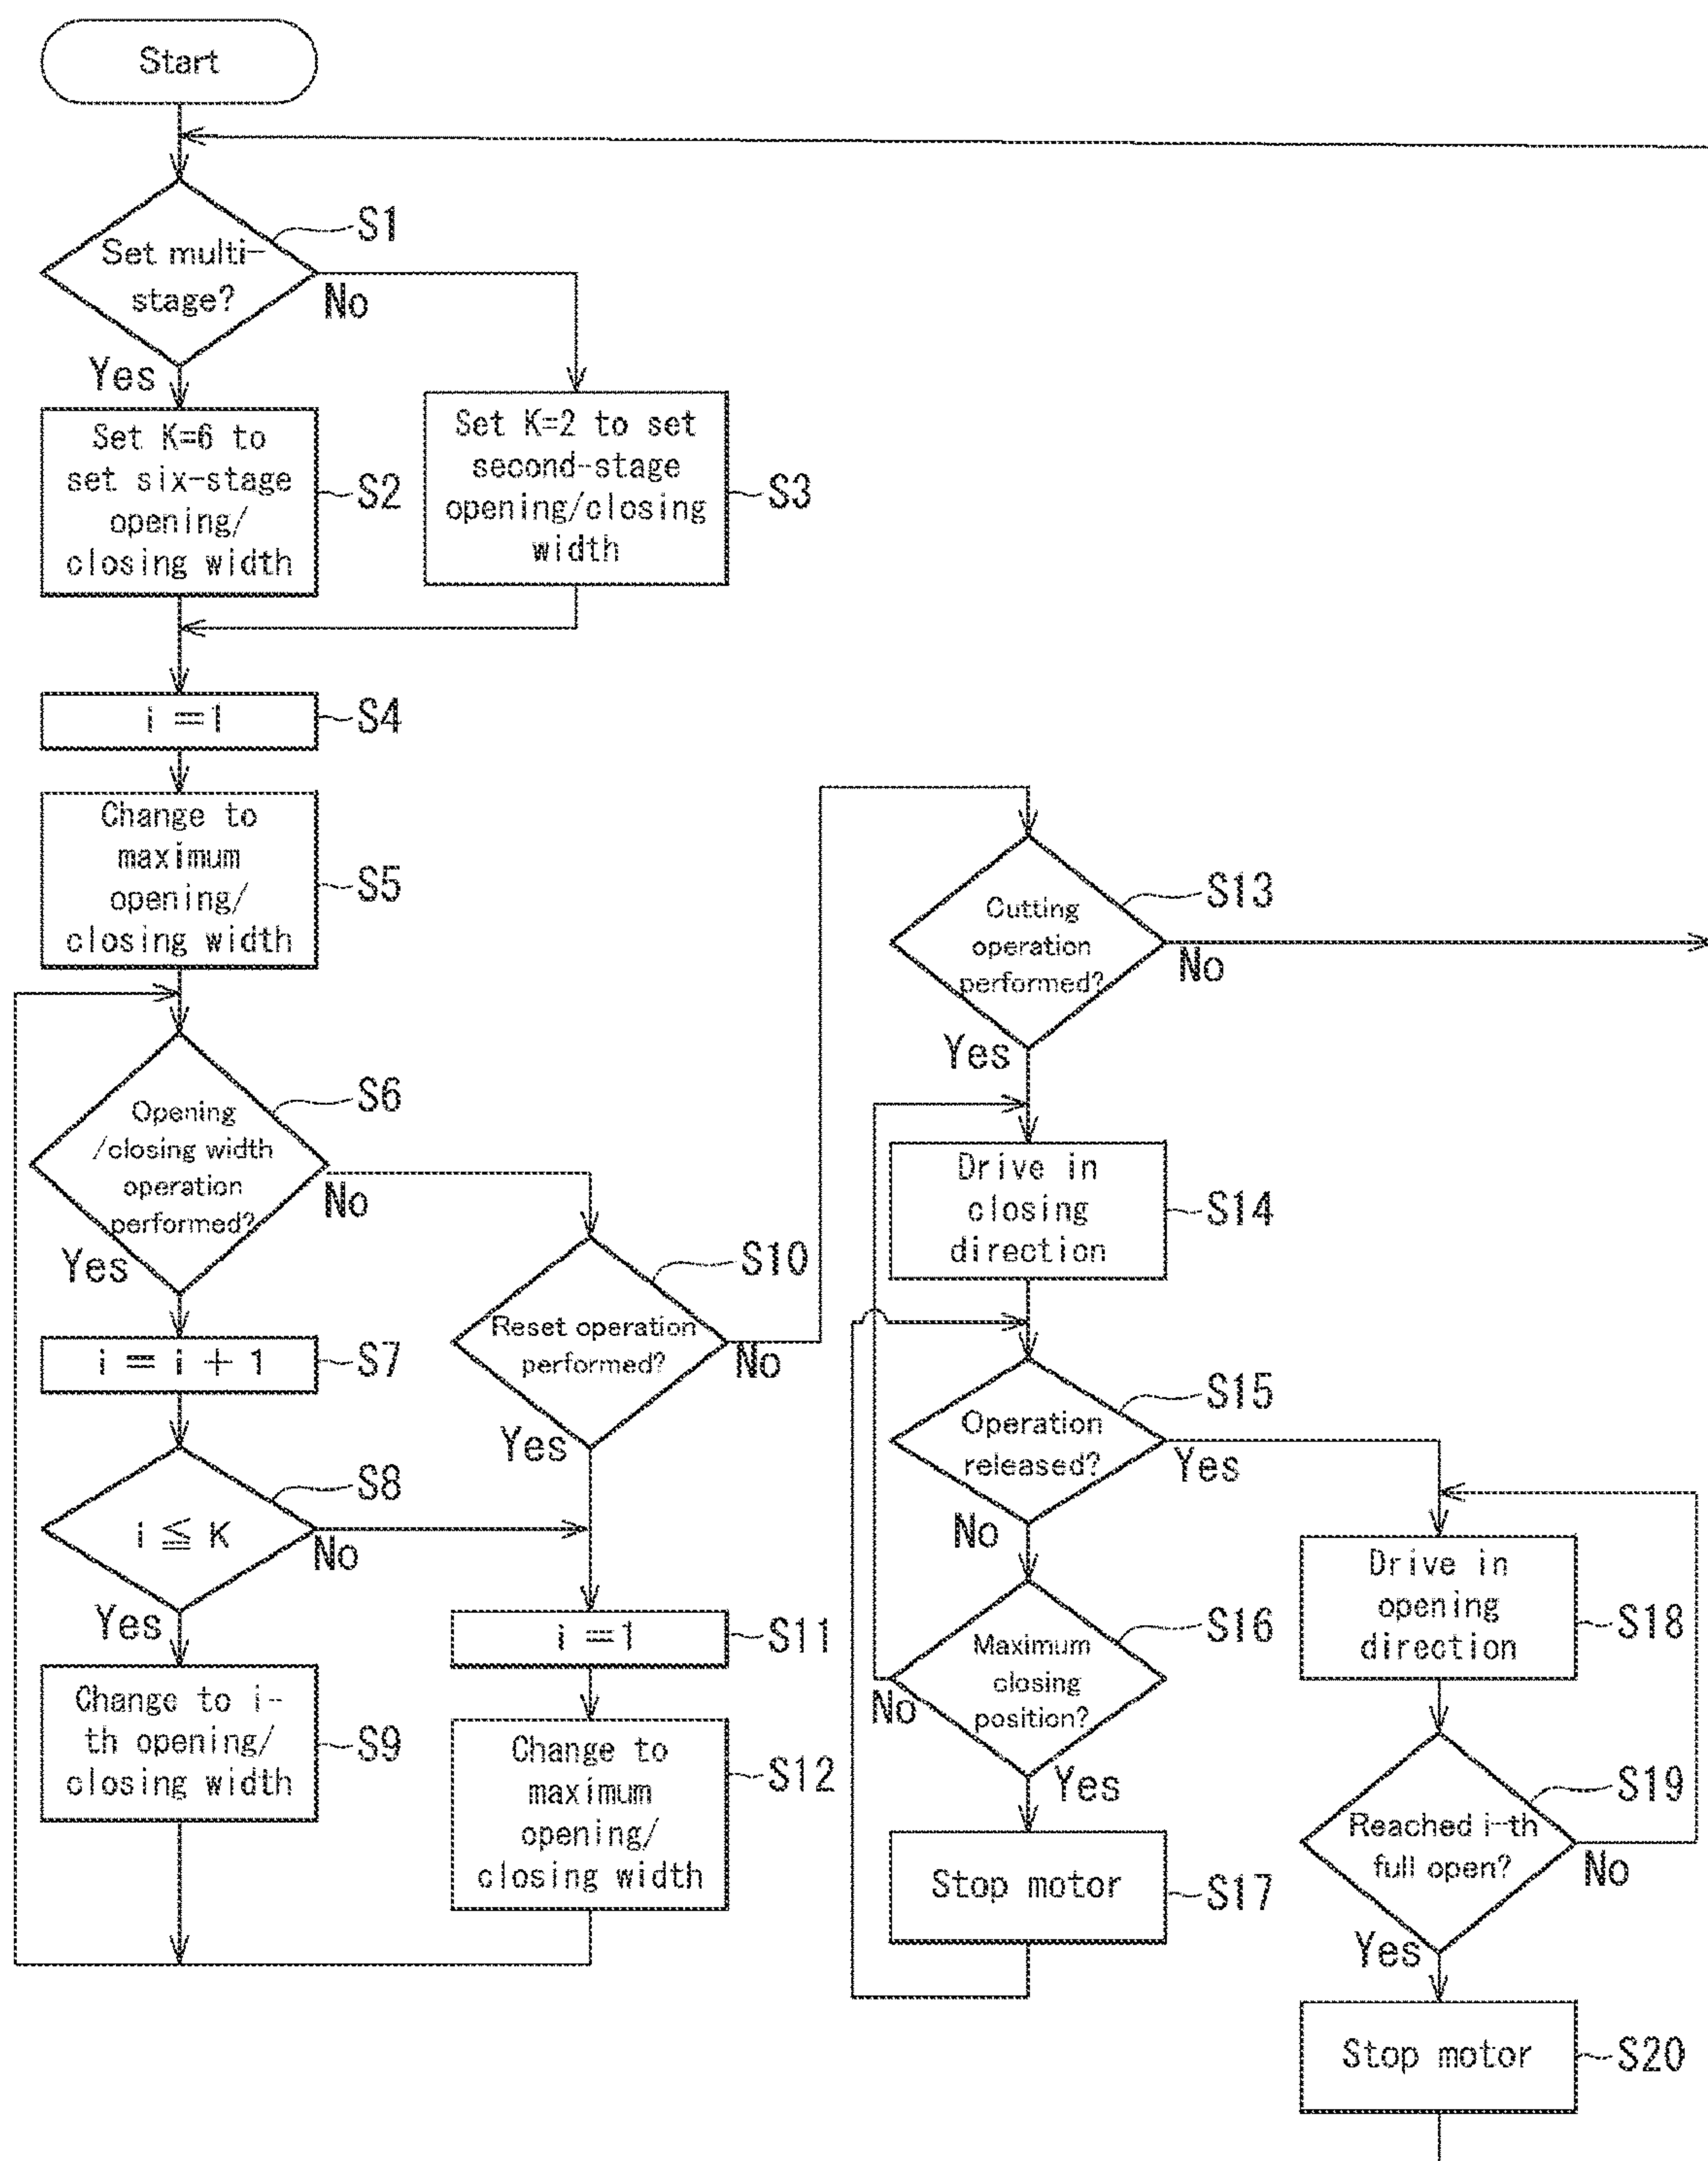 Start
S1
Set multi-
stage?
No
Yes
Set K=6 to
set six-stage
opening/
closing width
S2
Set K=2 to set
second-stage
opening/closing
width
S3
i =1
S4
Change to
maximum
opening/
closing width
S5
Opening
/closing width
operation
performed?
S6
No
Yes
i = i + 1
S7
i ≦ K
S8
No
Yes
Change to i-
th opening/
closing width
S9
Reset operation
performed?
S10
No
Yes
i =1
S11
Change to
maximum
opening/
closing width
S12
Cutting
operation
performed?
S13
No
Yes
Drive in
closing
direction
S14
Operation
released?
S15
Yes
No
Maximum
closing
position?
S16
No
Yes
Stop motor
S17
Drive in
opening
direction
S18
Reached i-th
full open?
S19
No
Yes
Stop motor
S20